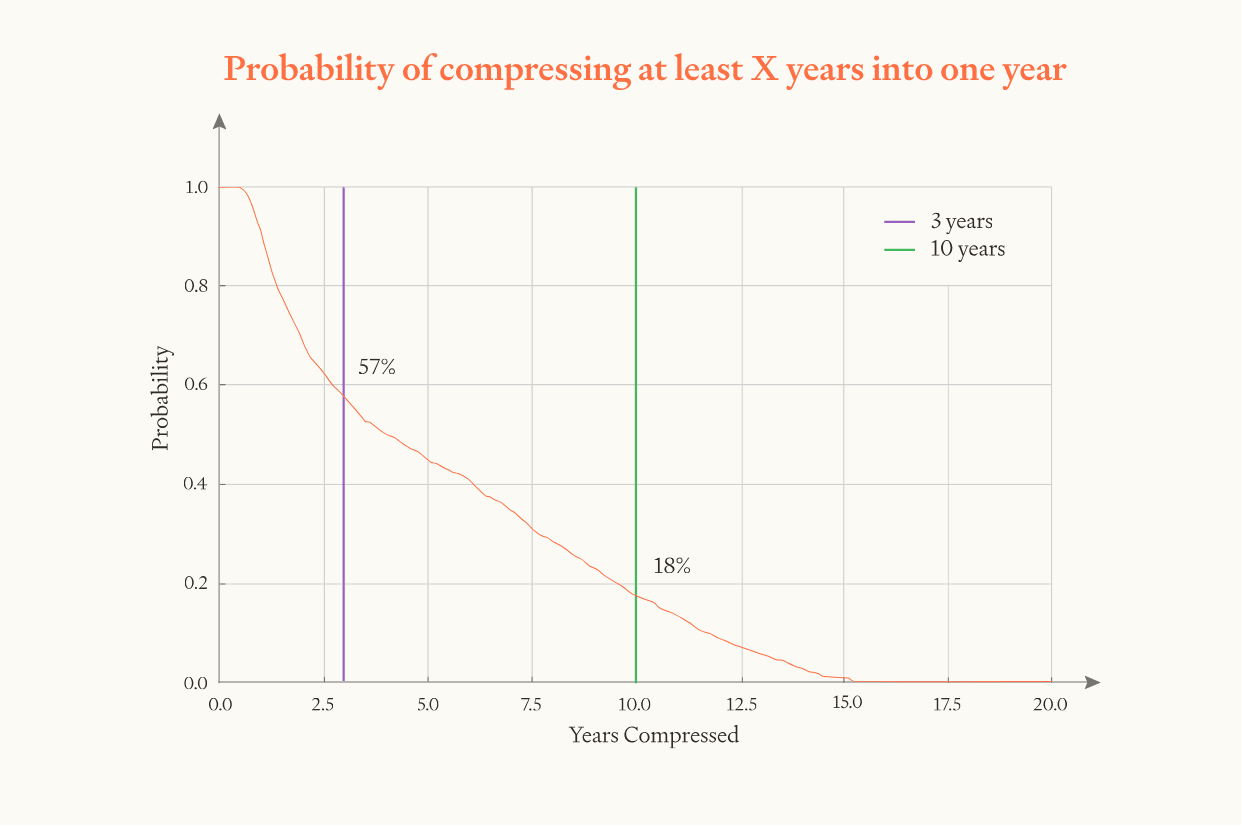 Probability of compressing at least X years into one year
1.0
0.8
0.6
0.4
0.2
0.0
Probability
3 years
10 years
57%
18%
0.0 2.5 5.0 7.5 10.0 12.5 15.0 17.5 20.0
Years Compressed